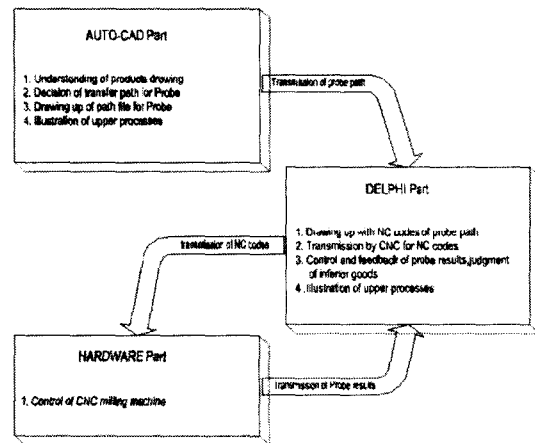 AUTO-CAD Part
1. Understanding of products drawing
2. Decision of transfer path for Probe
3. Drawing up of path file for Probe
4. Illustration of upper processes
Transmission of probe path
DELPHI Part
1. Drawing up with NC codes of probe path
2. Transmission by CNC for NC codes
3. Control and feedback of probe results,judgment
of inferior goods
4. Illustration of upper processes
transmission of NC codes
HARDWARE Part
1. Control of CNC milling machine
Transmission of Probe results